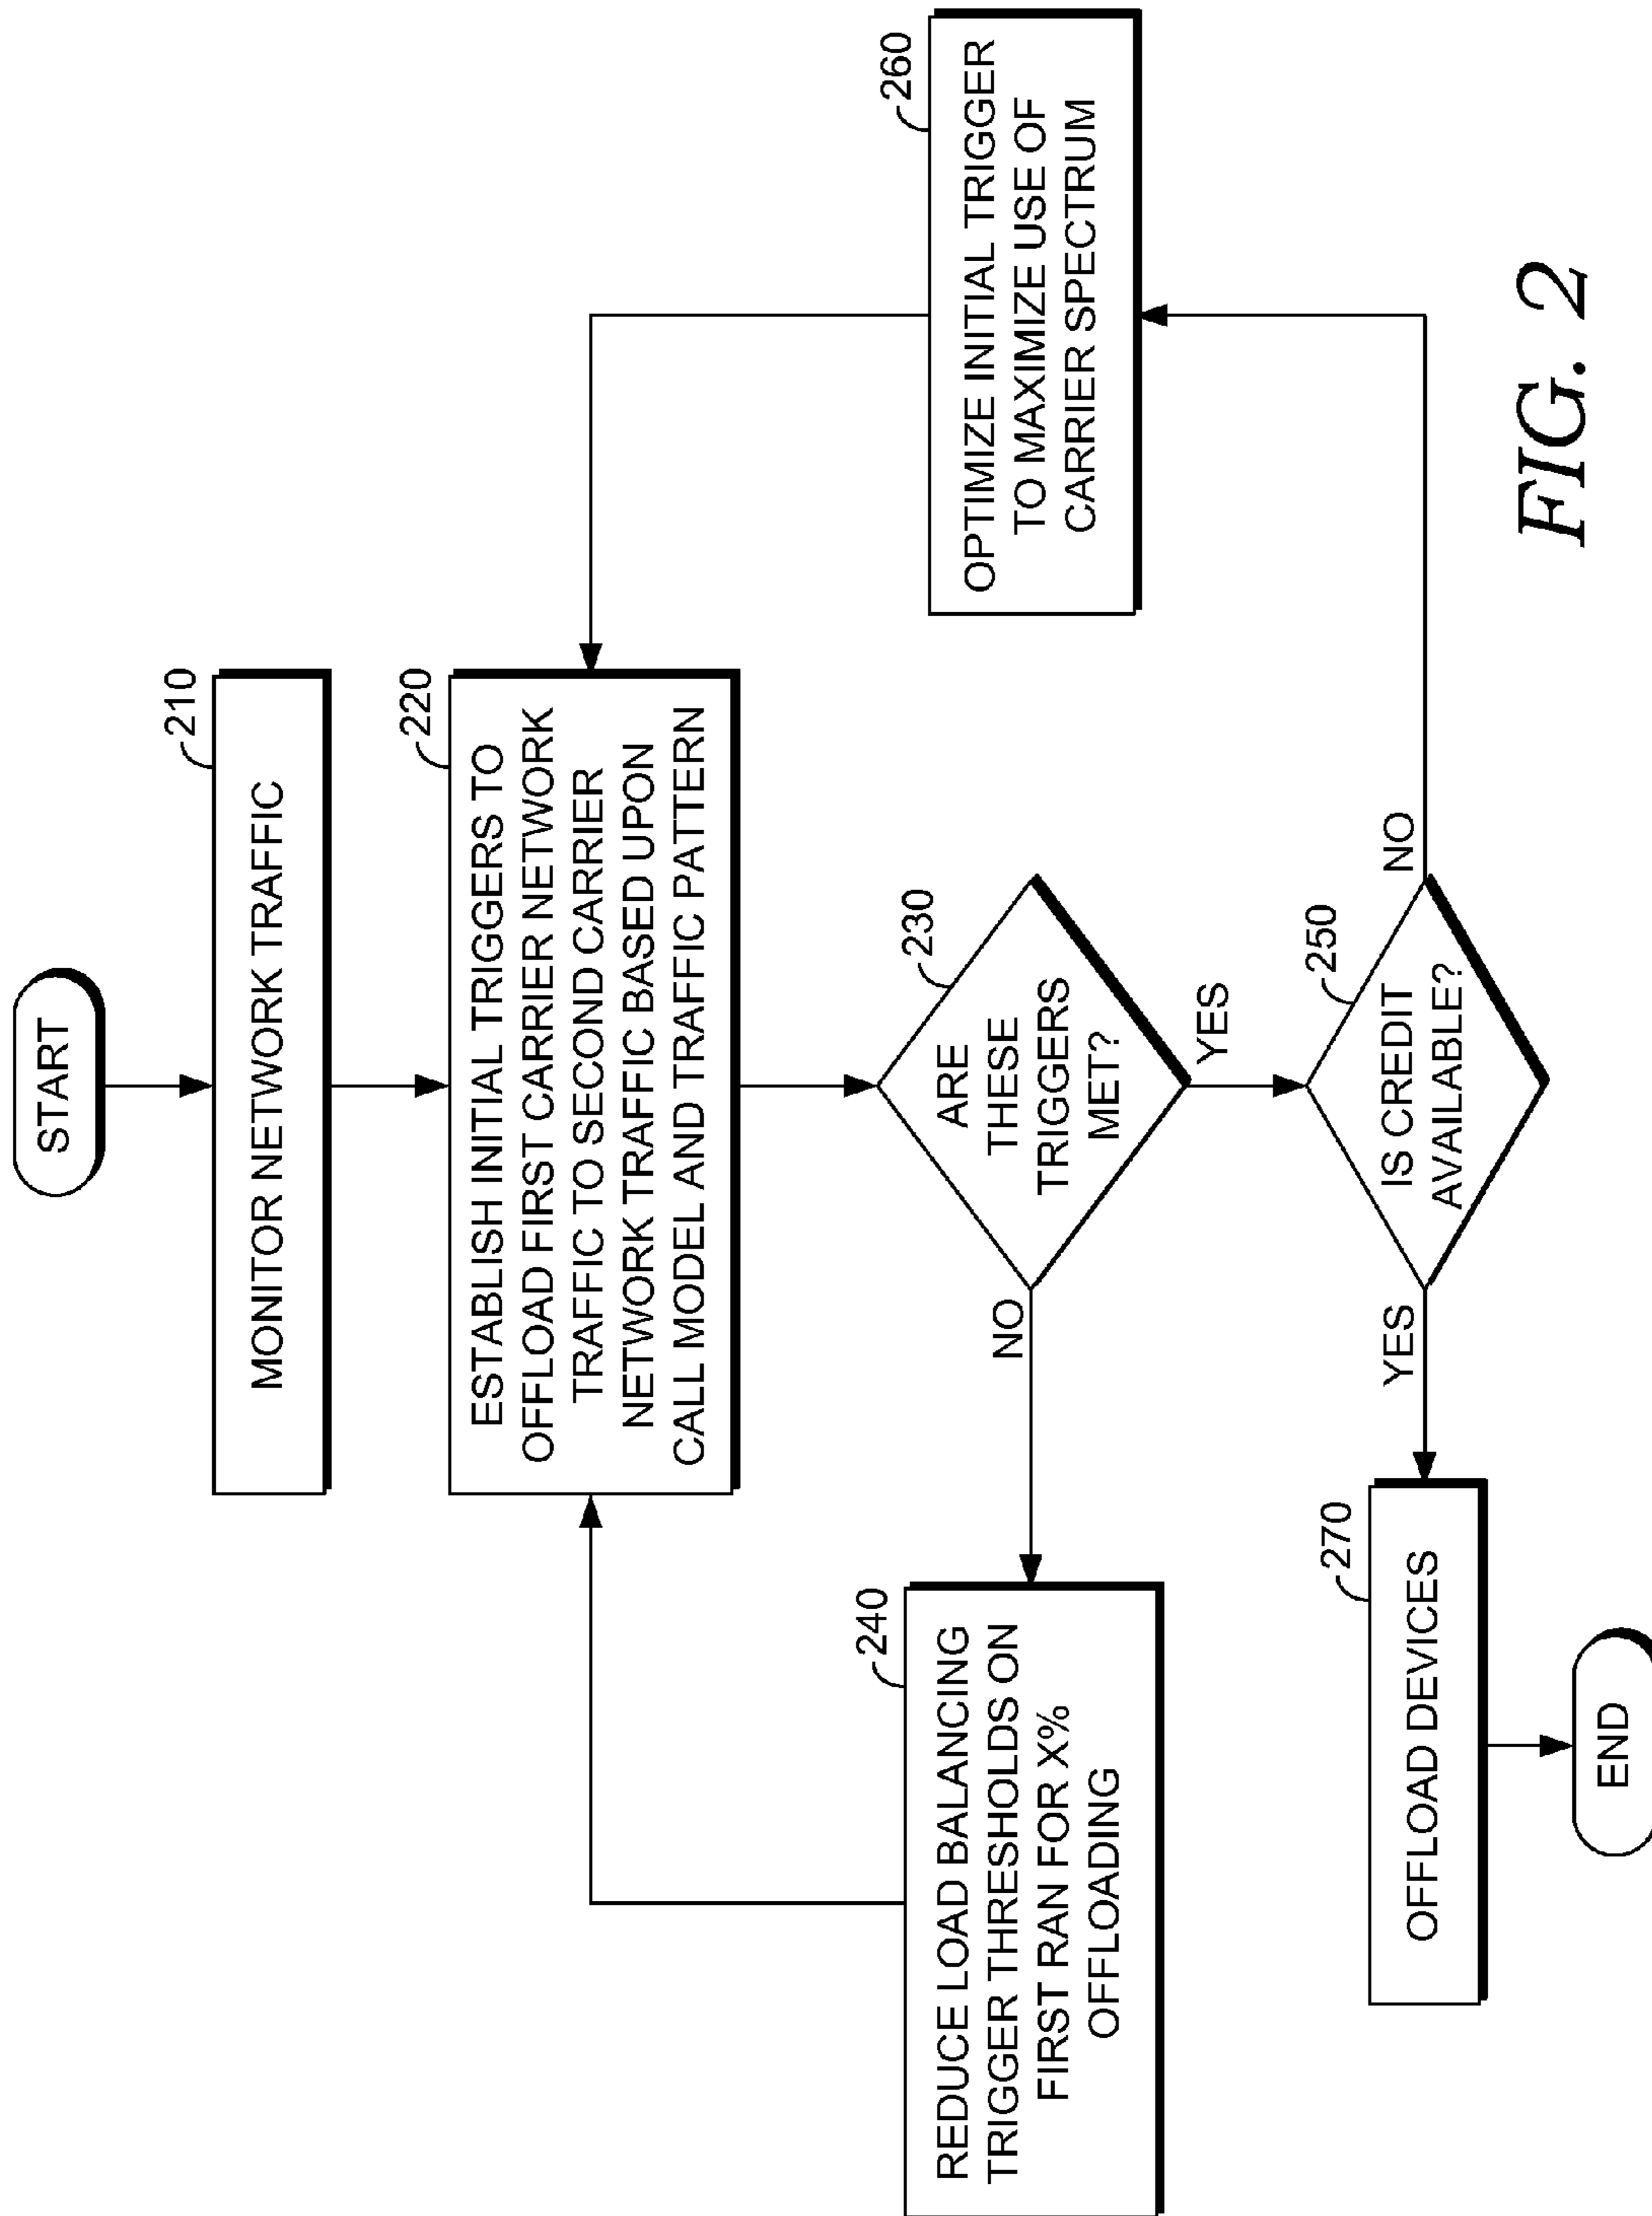 START
210
MONITOR NETWORK TRAFFIC
220
ESTABLISH INITIAL TRIGGERS TO
OFFLOAD FIRST CARRIER NETWORK
TRAFFIC TO SECOND CARRIER
NETWORK TRAFFIC BASED UPON
CALL MODEL AND TRAFFIC PATTERN
230
ARE
THESE
TRIGGERS
MET?
NO
YES
240
REDUCE LOAD BALANCING
TRIGGER THRESHOLDS ON
FIRST RAN FOR X%
OFFLOADING
250
IS CREDIT
AVAILABLE?
YES
NO
260
OPTIMIZE INITIAL TRIGGER
TO MAXIMIZE USE OF
CARRIER SPECTRUM
270
OFFLOAD DEVICES
END
FIG. 2